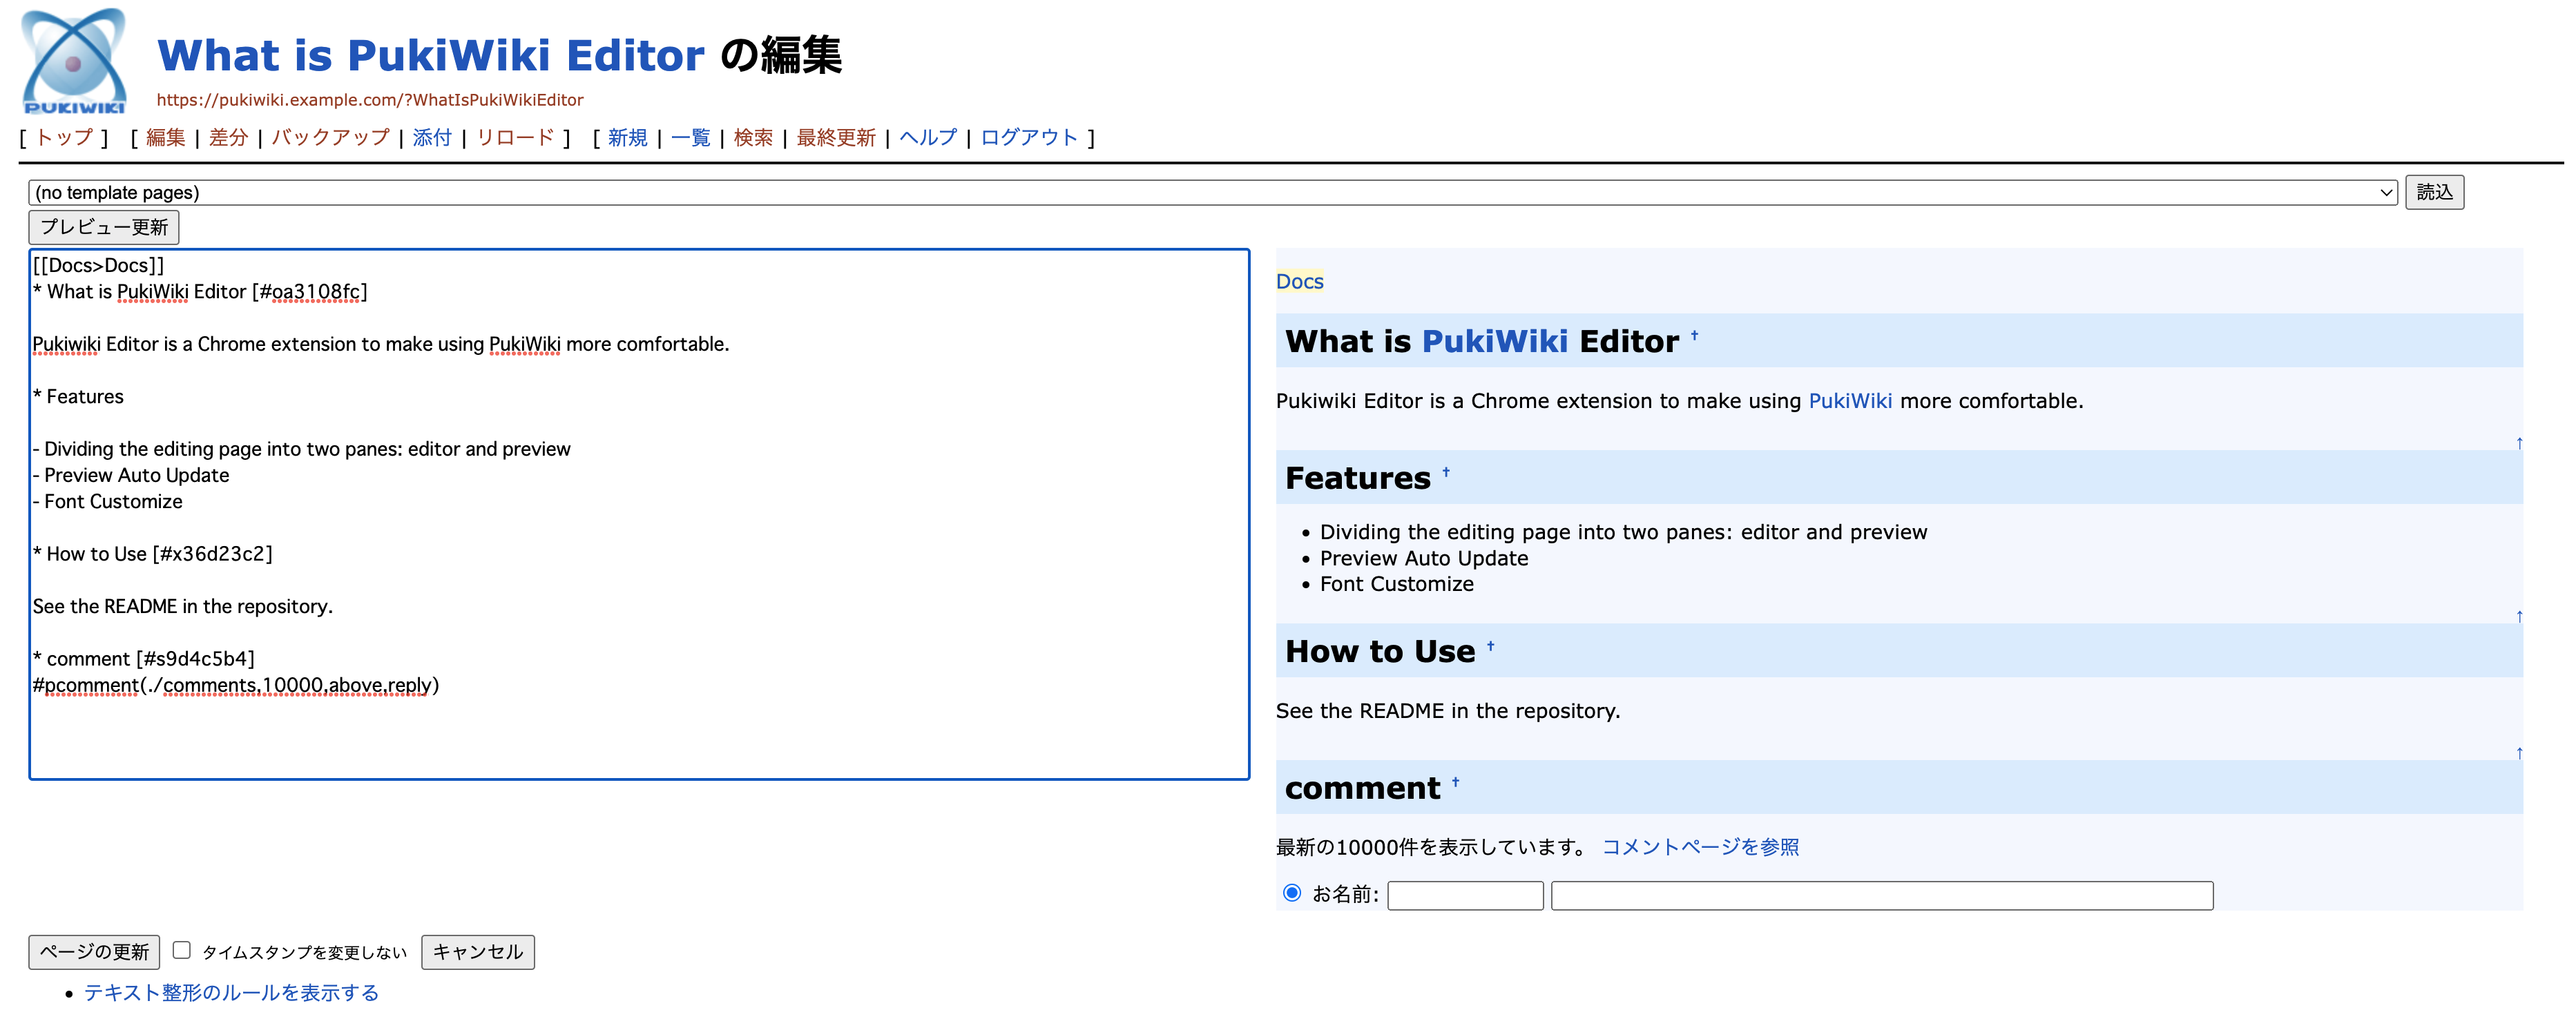 PUKIWIKI
What is PukiWiki Editor の編集
https://pukiwiki.example.com/?WhatIsPukiWikiEditor
[ トップ ] [ 編集 | 差分 | バックアップ | 添付 | リロード ] [ 新規 | 一覧 | 検索 | 最終更新 | ヘルプ | ログアウト ]
(no template pages) 読込
プレビュー更新
[[Docs>Docs]]
* What is PukiWiki Editor [#oa3108fc]
Pukiwiki Editor is a Chrome extension to make using PukiWiki more comfortable.
* Features
- Dividing the editing page into two panes: editor and preview
- Preview Auto Update
- Font Customize
* How to Use [#x36d23c2]
See the README in the repository.
* comment [#s9d4c5b4]
#pcomment(./comments,10000,above,reply)
Docs
What is PukiWiki Editor †
Pukiwiki Editor is a Chrome extension to make using PukiWiki more comfortable.
↑
Features †
• Dividing the editing page into two panes: editor and preview
• Preview Auto Update
• Font Customize
↑
How to Use †
See the README in the repository.
↑
comment †
最新の10000件を表示しています。 コメントページを参照
お名前:
ページの更新 タイムスタンプを変更しない キャンセル
• テキスト整形のルールを表示する